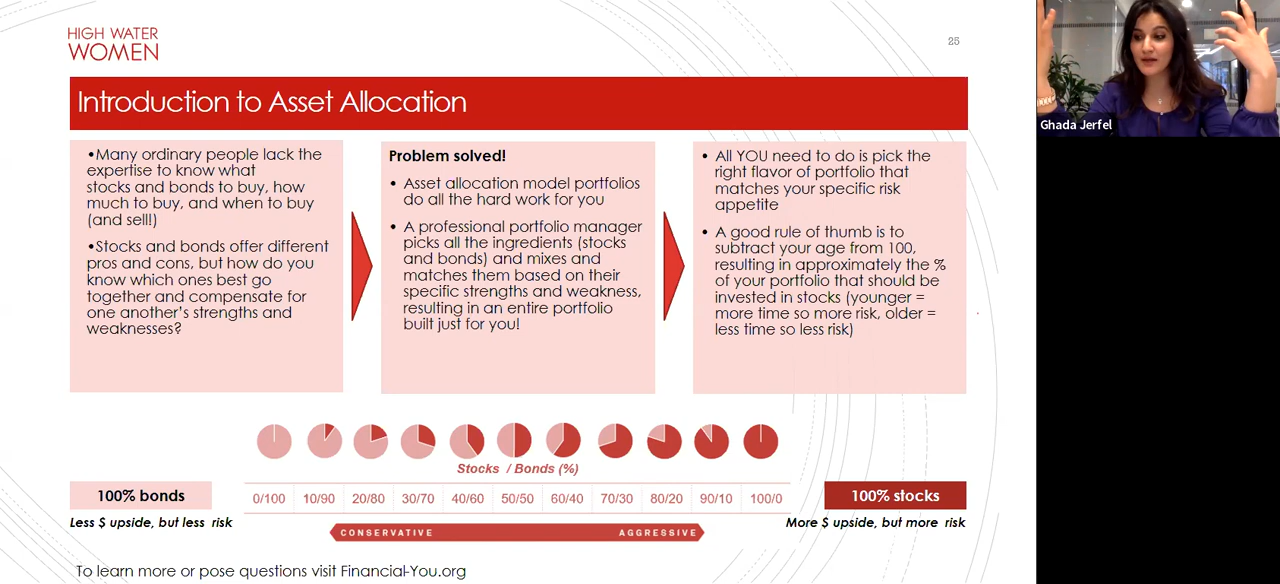 HIGH WATER
WOMEN
25
Introduction to Asset Allocation
•Many ordinary people lack the
expertise to know what
stocks and bonds to buy, how
much to buy, and when to buy
(and sell!)
•Stocks and bonds offer different
pros and cons, but how do you
know which ones best go
together and compensate for
one another's strengths and
weaknesses?
Problem solved!
• Asset allocation model portfolios
do all the hard work for you
• A professional portfolio manager
picks all the ingredients (stocks
and bonds) and mixes and
matches them based on their
specific strengths and weakness,
resulting in an entire portfolio
built just for you!
• All YOU need to do is pick the
right flavor of portfolio that
matches your specific risk
appetite
• A good rule of thumb is to
subtract your age from 100,
resulting in approximately the %
of your portfolio that should be
invested in stocks (younger =
more time so more risk, older =
less time so less risk)
Stocks / Bonds (%)
100% bonds
0/100 10/90 20/80 30/70 40/60 50/50 60/40 70/30 80/20 90/10 100/0
100% stocks
Less $ upside, but less risk
More $ upside, but more risk
CONSERVATIVE AGGRESSIVE
To learn more or pose questions visit Financial-You.org
Ghada Jerfel